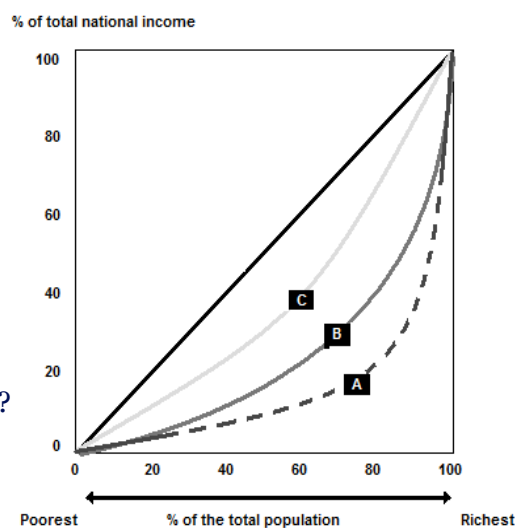 % of total national income
100
80
60
40
20
0
C
B
A
?
0 20 40 60 80 100
Poorest % of the total population Richest